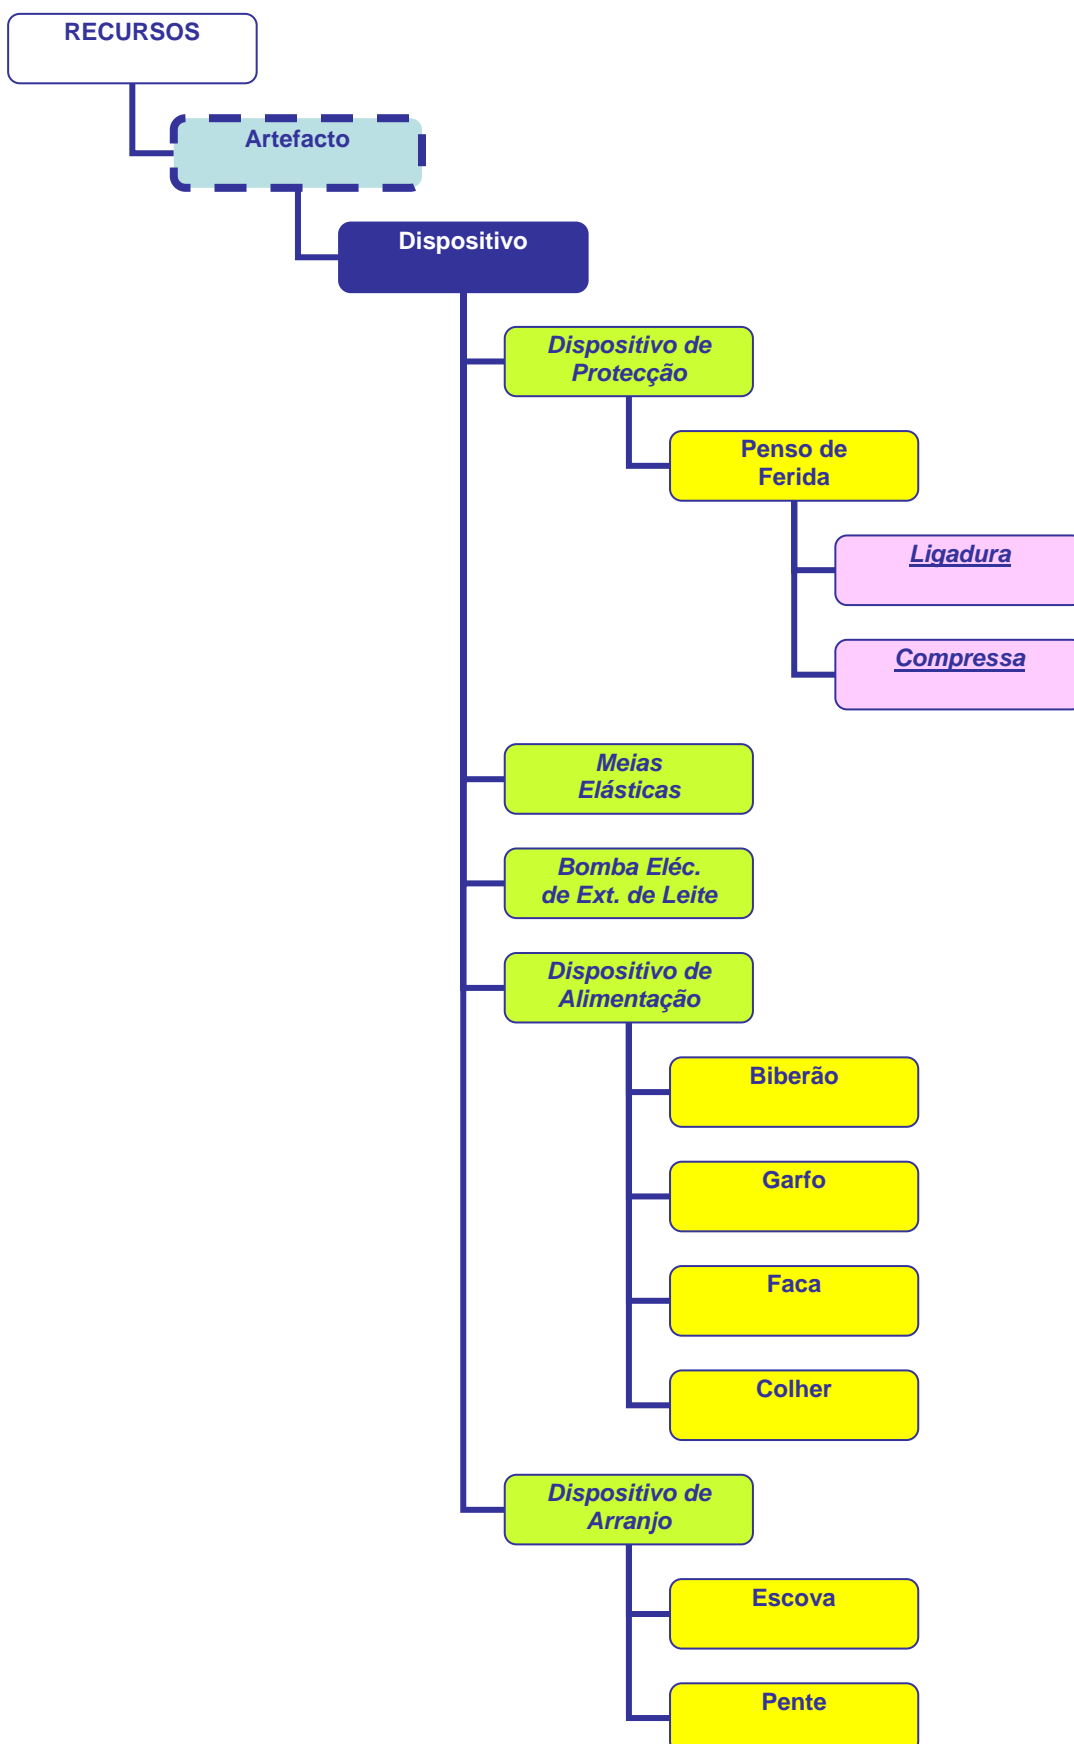 RECURSOS
Artefacto
Dispositivo
Dispositivo de
Protecção
Penso de
Ferida
Ligadura
Compressa
Meias
Elásticas
Bomba Eléc.
de Ext. de Leite
Dispositivo de
Alimentação
Biberão
Garfo
Faca
Colher
Dispositivo de
Arranjo
Escova
Pente